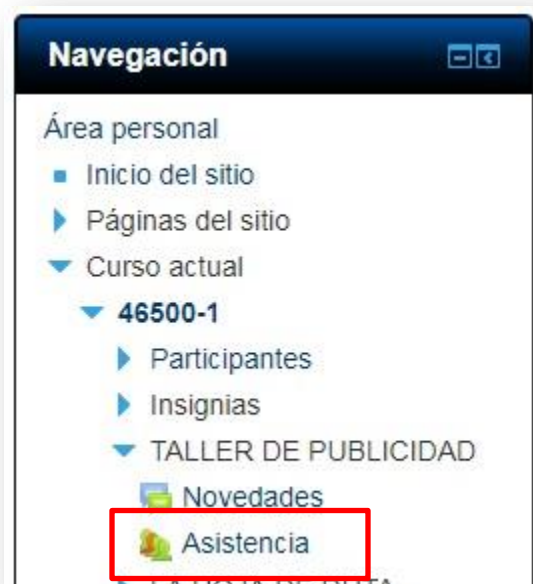 Navegación
Área personal
Inicio del sitio
Páginas del sitio
Curso actual
46500-1
Participantes
Insignias
TALLER DE PUBLICIDAD
Novedades
Asistencia